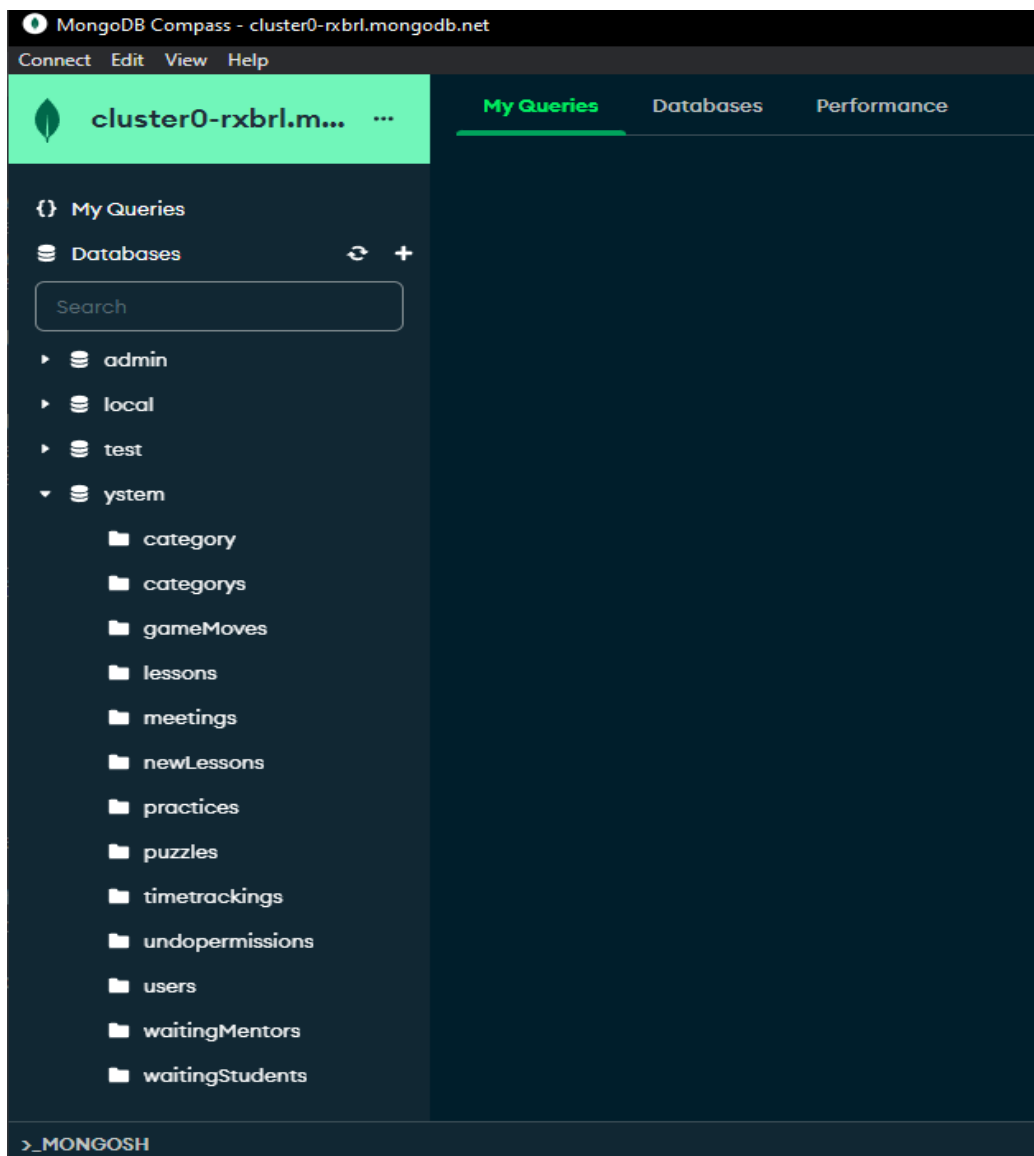 MongoDB Compass - cluster0-rxbrl.mongodb.net
Connect Edit View Help
cluster0-rxbrl.m... ...
My Queries Databases Performance
{} My Queries
Databases
Search
admin
local
test
ystem
category
categorys
gameMoves
lessons
meetings
newLessons
practices
puzzles
timetrackings
undopermissions
users
waitingMentors
waitingStudents
>_MONGOSH